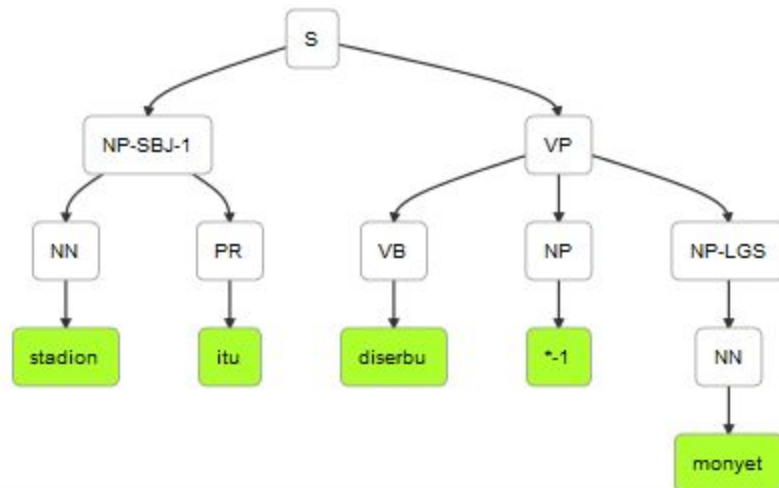 S
NP-SBJ-1 VP
NN PR VB NP NP-LGS
stadion itu diserbu *-1 NN
monyet